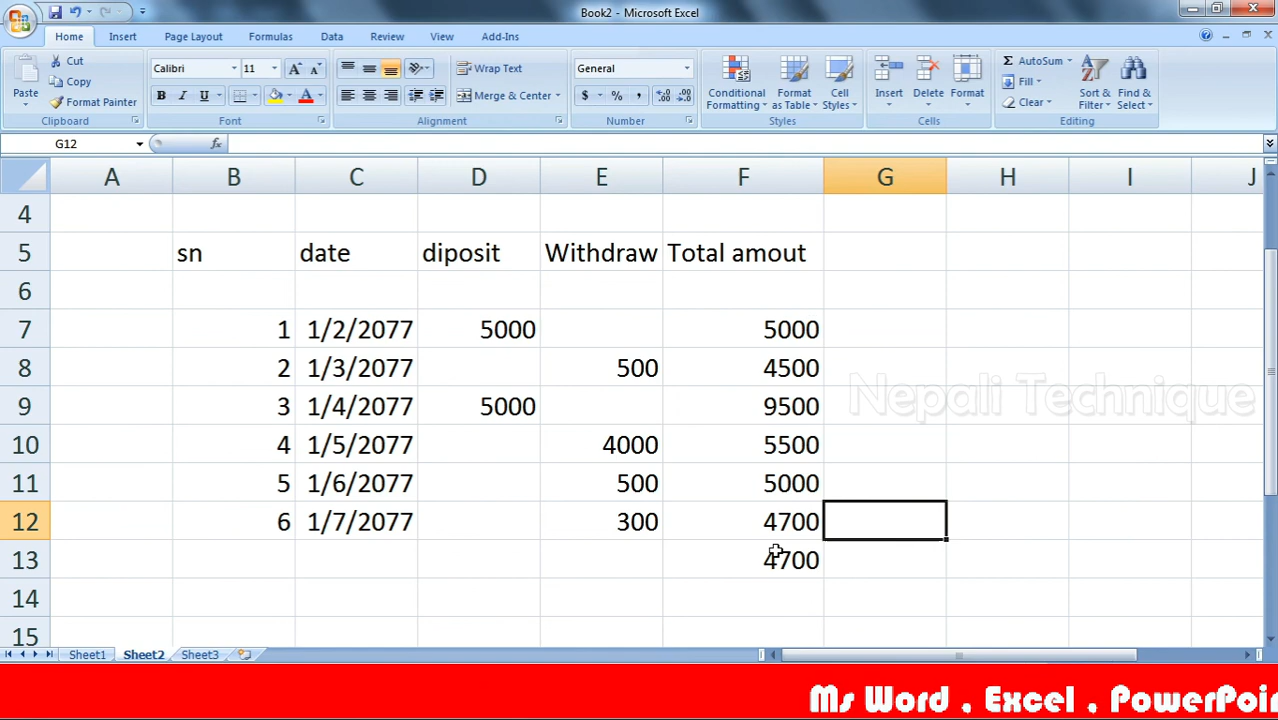 Book2 - Microsoft Excel
Home Insert Page Layout Formulas Data Review View Add-Ins
Paste Cut Copy Format Painter Clipboard
Calibri 11 B I U A Font
Wrap Text Merge & Center Alignment
General $ % , Number
Conditional Formatting Format as Table Cell Styles Styles
Insert Delete Format Cells
Σ AutoSum Fill Clear Sort & Filter Find & Select Editing
G12 fx
A B C D E F G H I J
4
5 sn date diposit Withdraw Total amout
6
7 1 1/2/2077 5000 5000
8 2 1/3/2077 500 4500
9 3 1/4/2077 5000 9500
Nepali Technique
10 4 1/5/2077 4000 5500
11 5 1/6/2077 500 5000
12 6 1/7/2077 300 4700
13 4700
14
15
Sheet1 Sheet2 Sheet3
Ms Word . Excel . PowerPoin